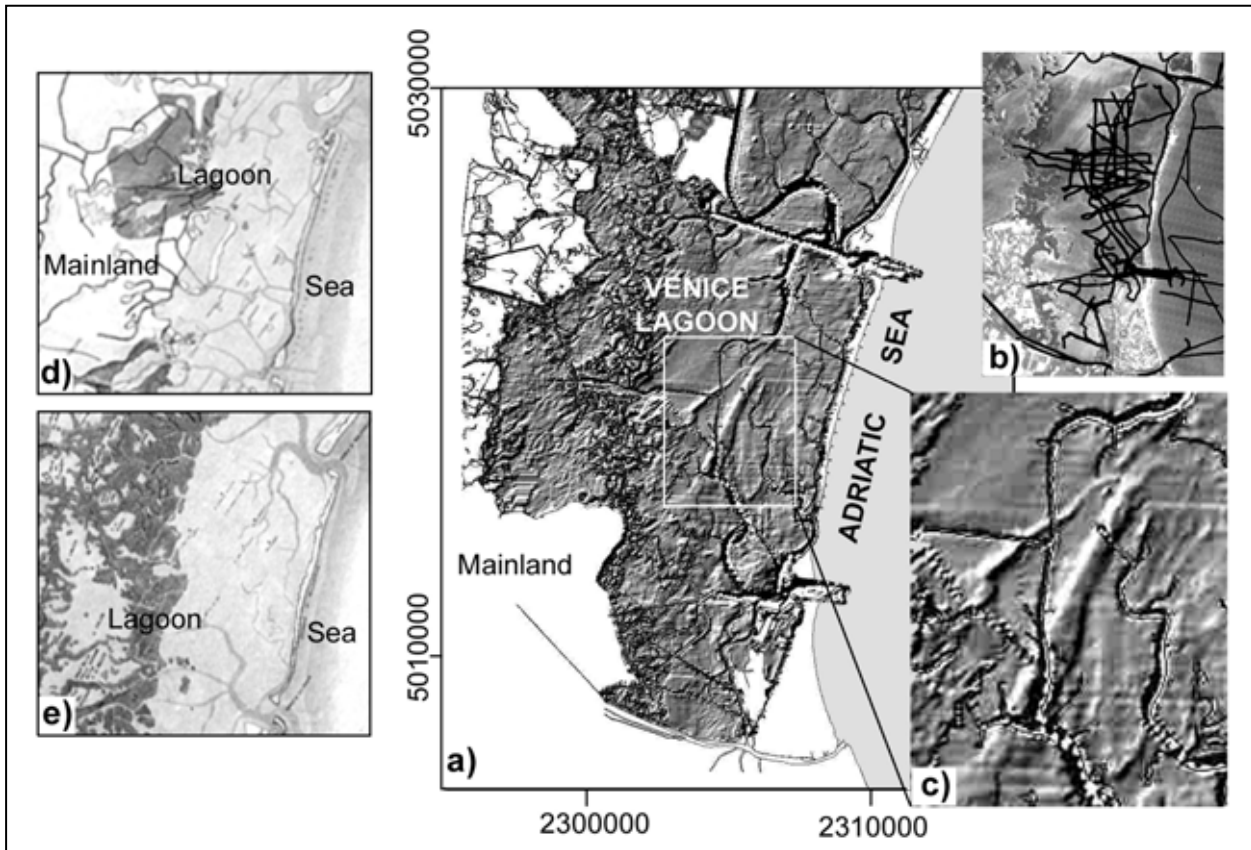 Lagoon
Mainland
Sea
d)
Lagoon
Sea
e)
5030000
5010000
VENICE
LAGOON
ADRIATIC SEA
Mainland
a)
2300000
2310000
b)
c)